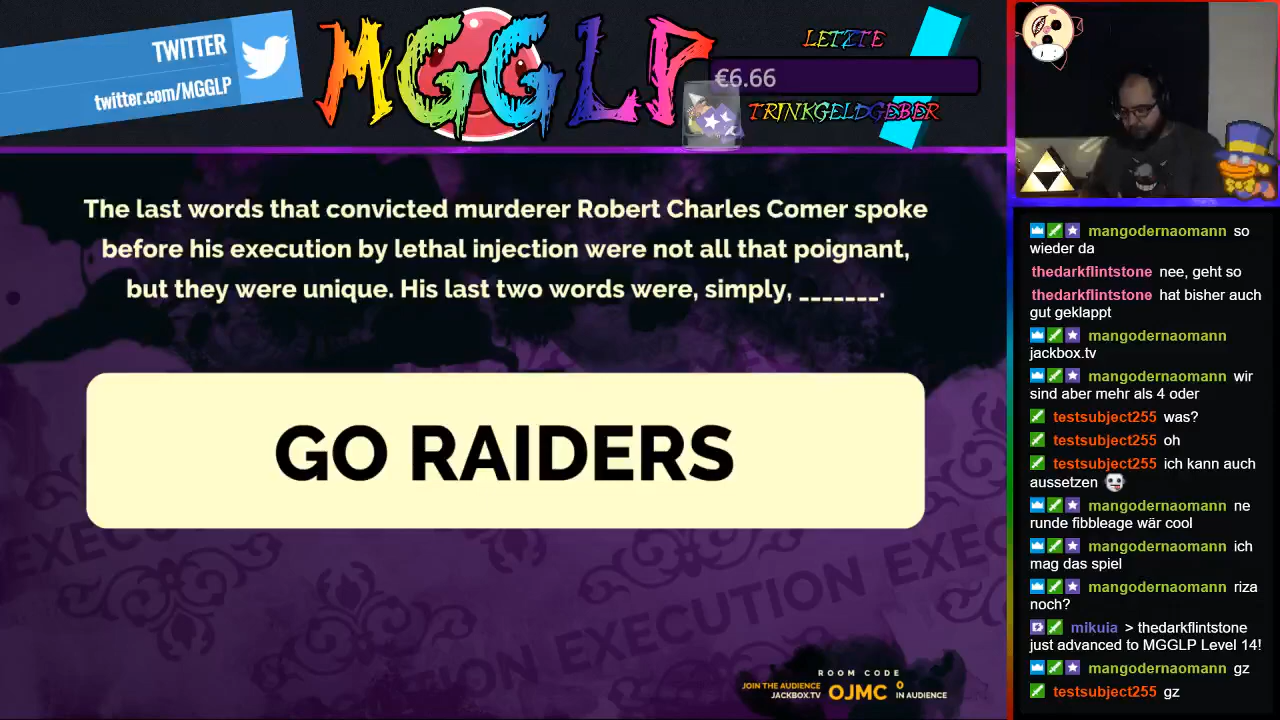 TWITTER
twitter.com/MGGLP
MGGLP
LETZTE
€6.66
TRINKGELDGEBER
The last words that convicted murderer Robert Charles Comer spoke
before his execution by lethal injection were not all that poignant,
but they were unique. His last two words were, simply, _______.
GO RAIDERS
EXECUTION EXEC
ROOM CODE
JOIN THE AUDIENCE
JACKBOX.TV
OJMC
0
IN AUDIENCE
mangodernaomann so
wieder da
thedarkflintstone nee, geht so
thedarkflintstone hat bisher auch
gut geklappt
mangodernaomann
jackbox.tv
mangodernaomann wir
sind aber mehr als 4 oder
testsubject255 was?
testsubject255 oh
testsubject255 ich kann auch
aussetzen
mangodernaomann ne
runde fibbleage wär cool
mangodernaomann ich
mag das spiel
mangodernaomann riza
noch?
mikuia > thedarkflintstone
just advanced to MGGLP Level 14!
mangodernaomann gz
testsubject255 gz